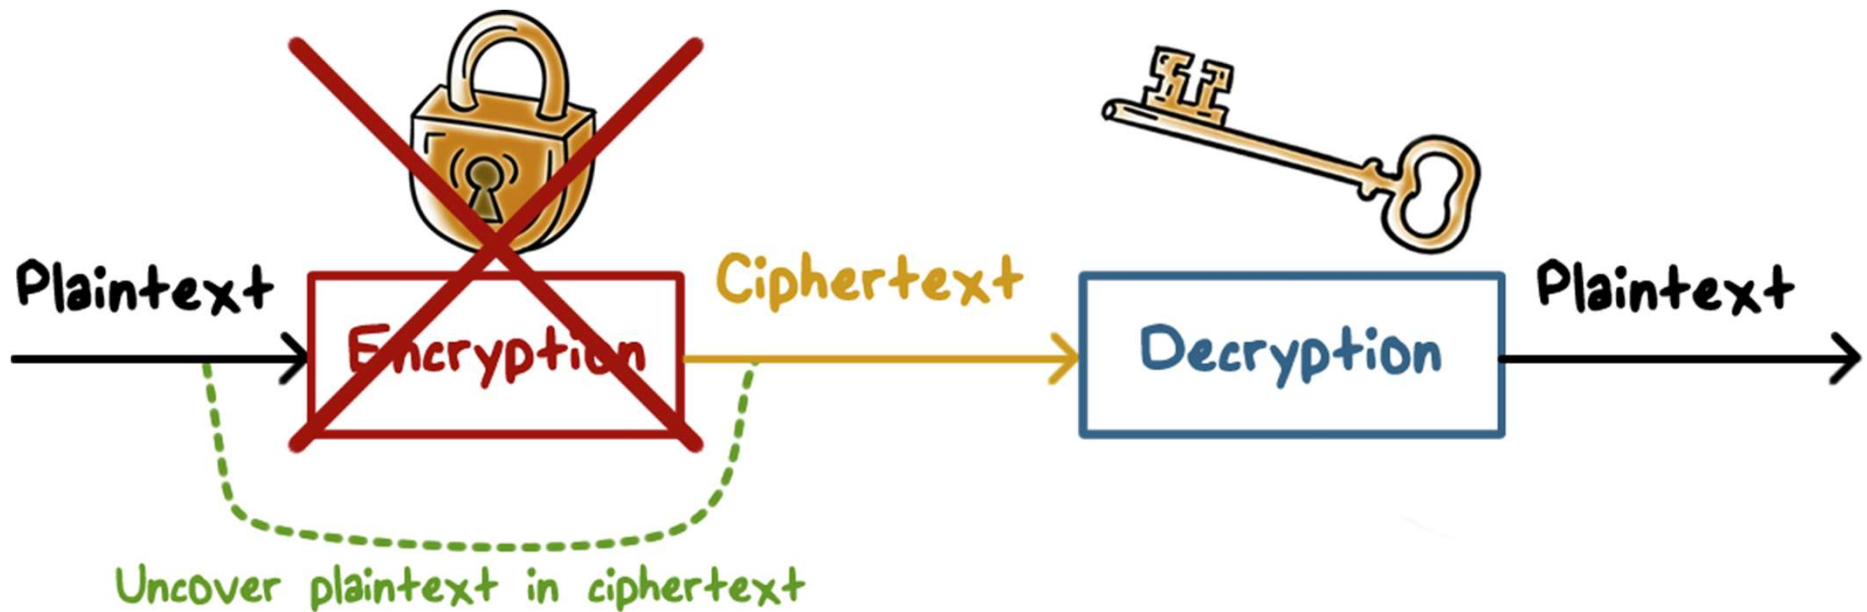 Plaintext
Encryption
Ciphertext
Decryption
Plaintext
Uncover plaintext in ciphertext